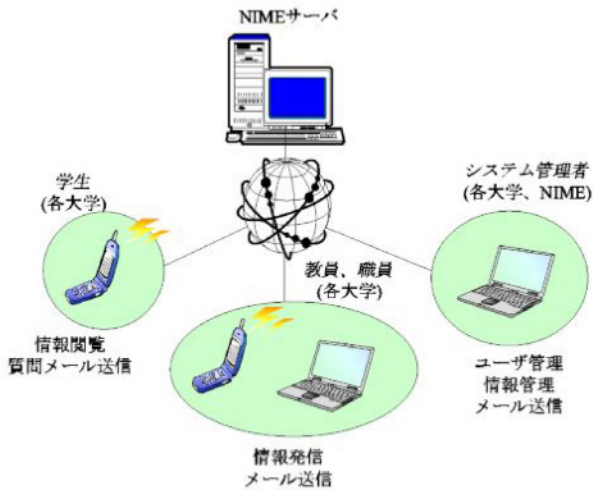 NIMEサーバ
学生
(各大学)
システム管理者
(各大学、NIME)
教員、職員
(各大学)
情報閲覧
質問メール送信
ユーザ管理
情報管理
メール送信
情報発信
メール送信